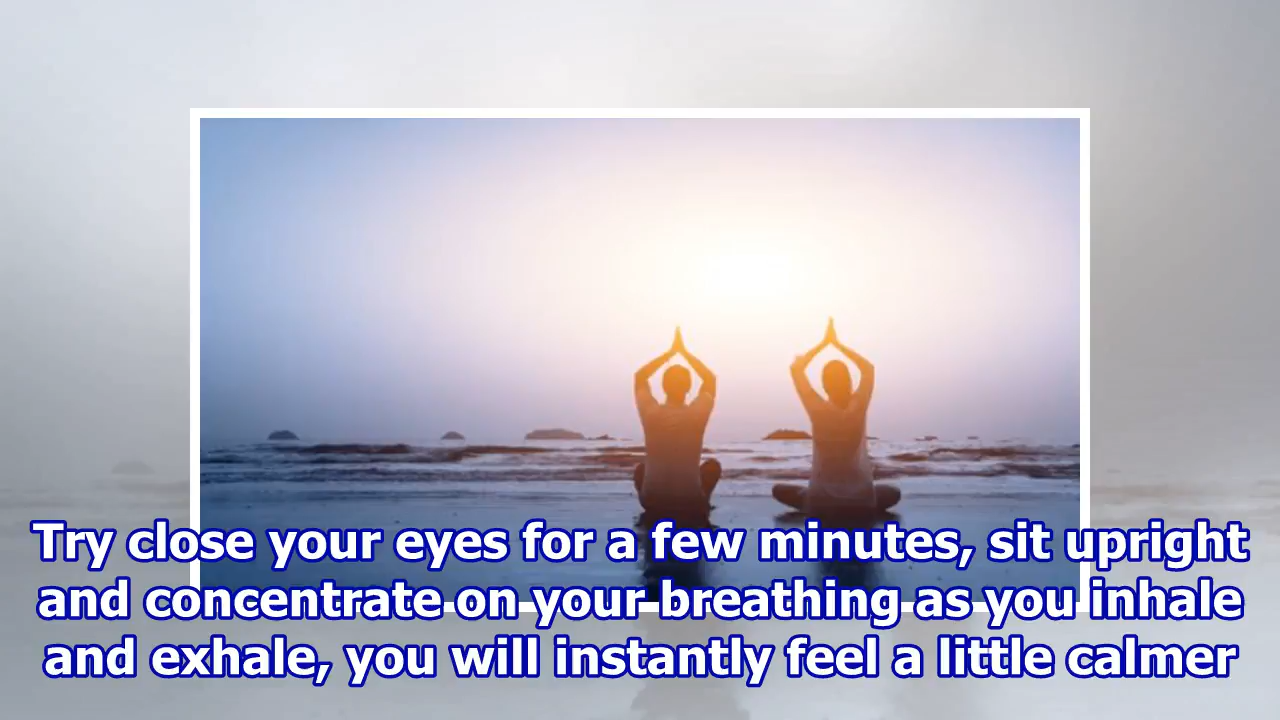 Try close your eyes for a few minutes, sit upright
and concentrate on your breathing as you inhale
and exhale, you will instantly feel a little calmer